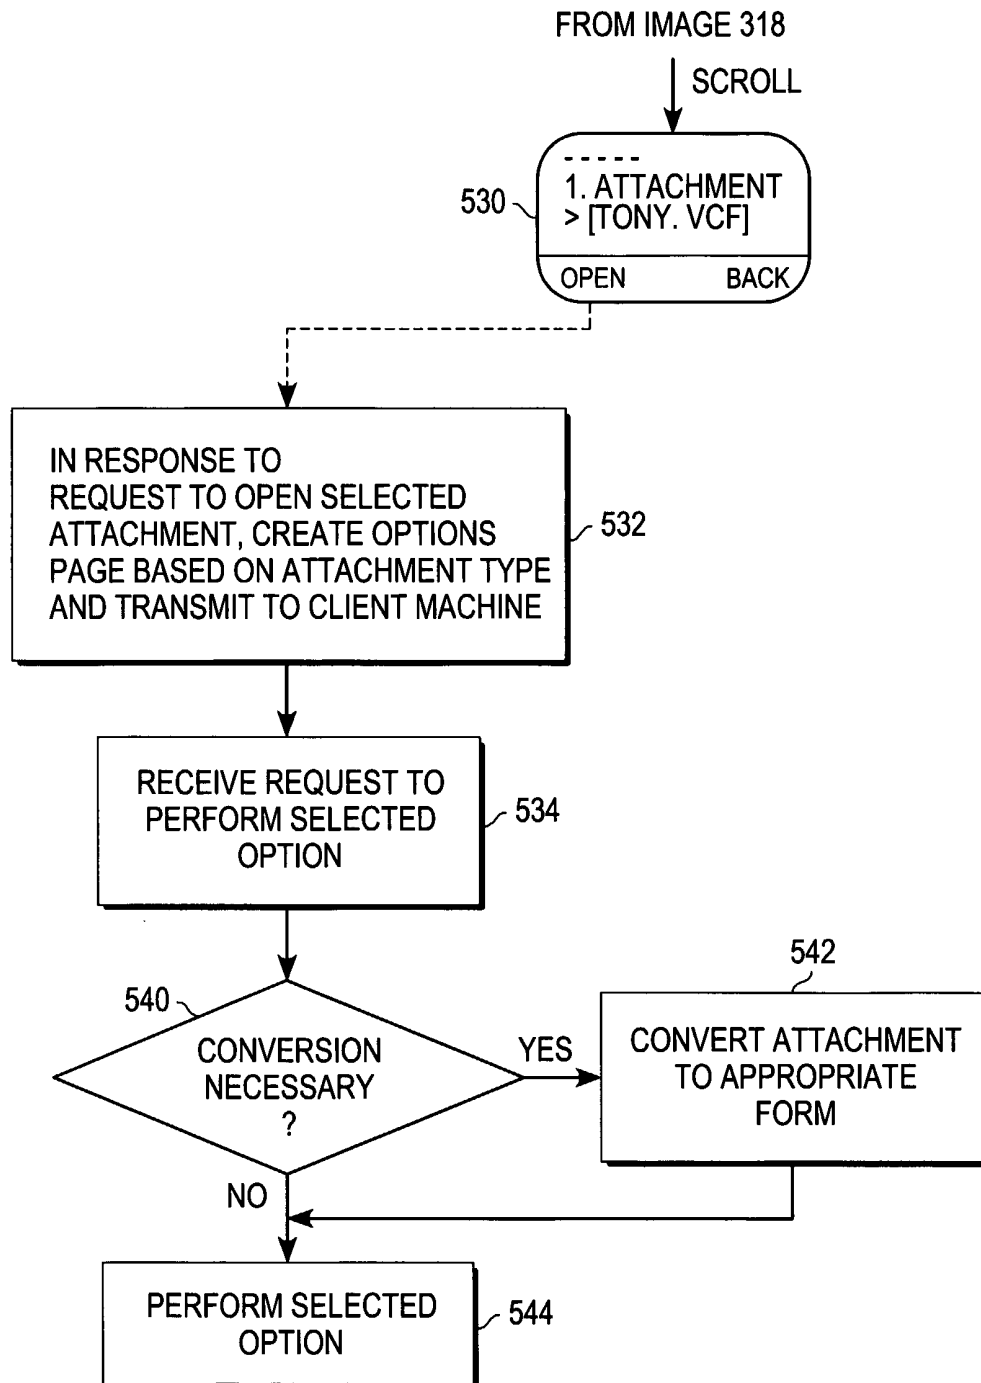 FROM IMAGE 318
SCROLL
530
- - - - -
1. ATTACHMENT
> [TONY. VCF]
OPEN BACK
IN RESPONSE TO
REQUEST TO OPEN SELECTED
ATTACHMENT, CREATE OPTIONS
PAGE BASED ON ATTACHMENT TYPE
AND TRANSMIT TO CLIENT MACHINE
532
RECEIVE REQUEST TO
PERFORM SELECTED
OPTION
534
540
CONVERSION
NECESSARY
?
YES
NO
542
CONVERT ATTACHMENT
TO APPROPRIATE
FORM
PERFORM SELECTED
OPTION
544